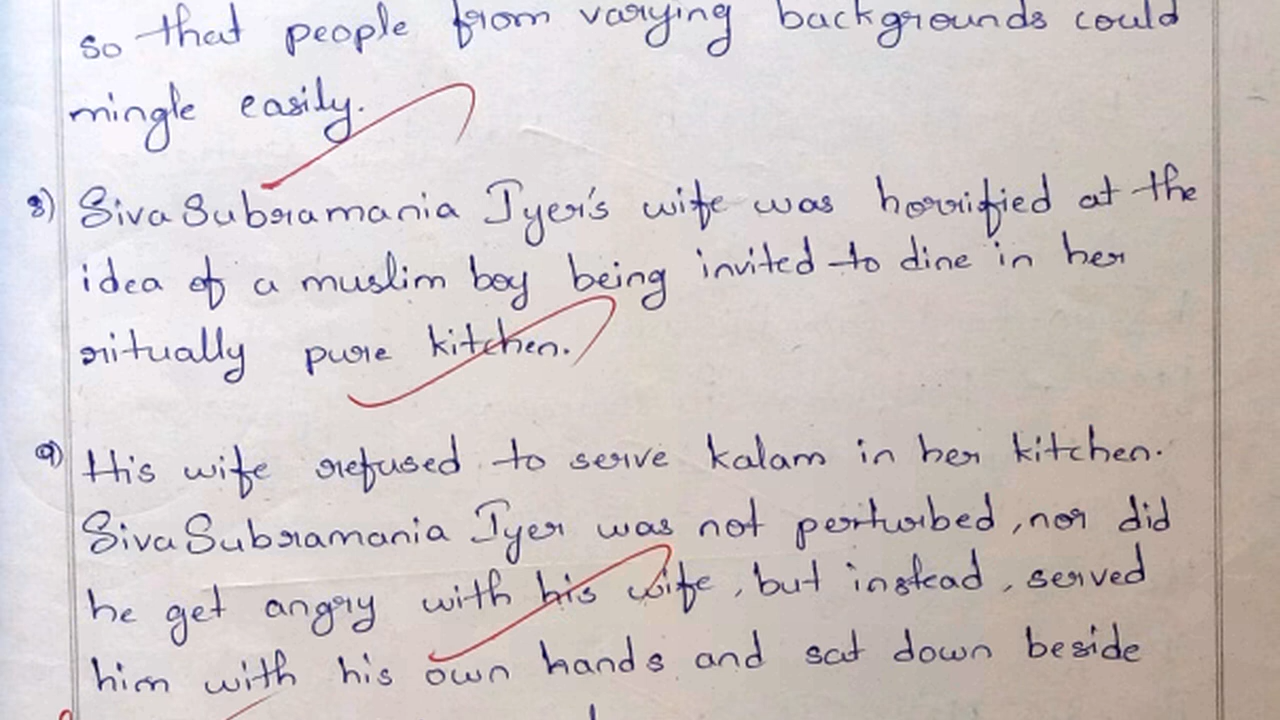 so that people from varying backgrounds could
mingle easily.
8) Siva Subramania Iyer's wife was horrified at the
idea of a muslim boy being invited to dine in her
ritually pure kitchen.
9) His wife refused to serve kalam in her kitchen.
Siva Subramania Iyer was not perturbed, nor did
he get angry with his wife, but instead, served
him with his own hands and sat down beside